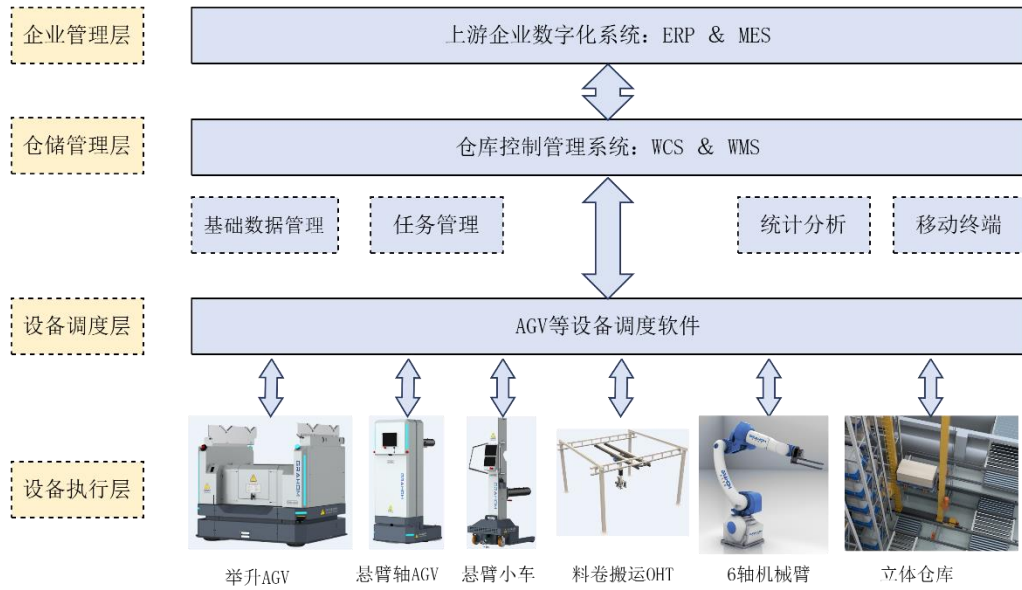 企业管理层
上游企业数字化系统：ERP & MES
仓储管理层
仓库控制管理系统：WCS & WMS
基础数据管理
任务管理
统计分析
移动终端
设备调度层
AGV等设备调度软件
设备执行层
GRAHOM
举升AGV
悬臂轴AGV
悬臂小车
料卷搬运OHT
6轴机械臂
立体仓库